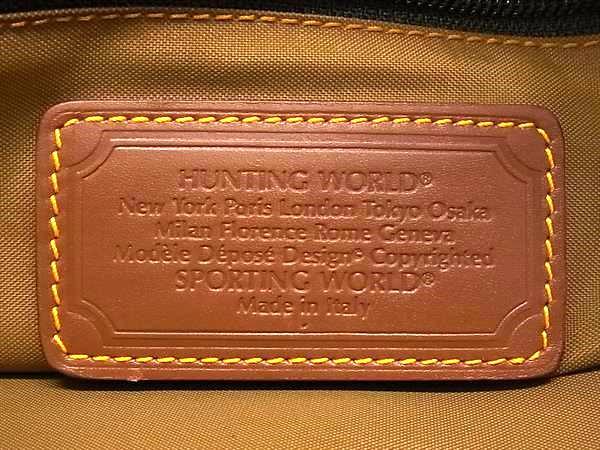 HUNTING WORLD®
New York Paris London Tokyo Osaka
Milan Florence Rome Geneva
Modèle Déposé Design® Copyrighted
SPORTING WORLD®
Made in Italy